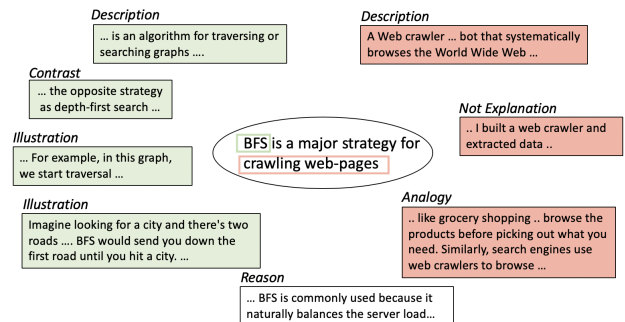 Description
... is an algorithm for traversing or
searching graphs ....
Description
A Web crawler ... bot that systematically
browses the World Wide Web ...
Contrast
... the opposite strategy
as depth-first search ...
Not Explanation
.. I built a web crawler and
extracted data ..
Illustration
... For example, in this graph,
we start traversal ...
BFS is a major strategy for
crawling web-pages
Illustration
Imagine looking for a city and there's two
roads .... BFS would send you down the
first road until you hit a city. ...
Analogy
.. like grocery shopping .. browse the
products before picking out what you
need. Similarly, search engines use
web crawlers to browse ...
Reason
... BFS is commonly used because it
naturally balances the server load...